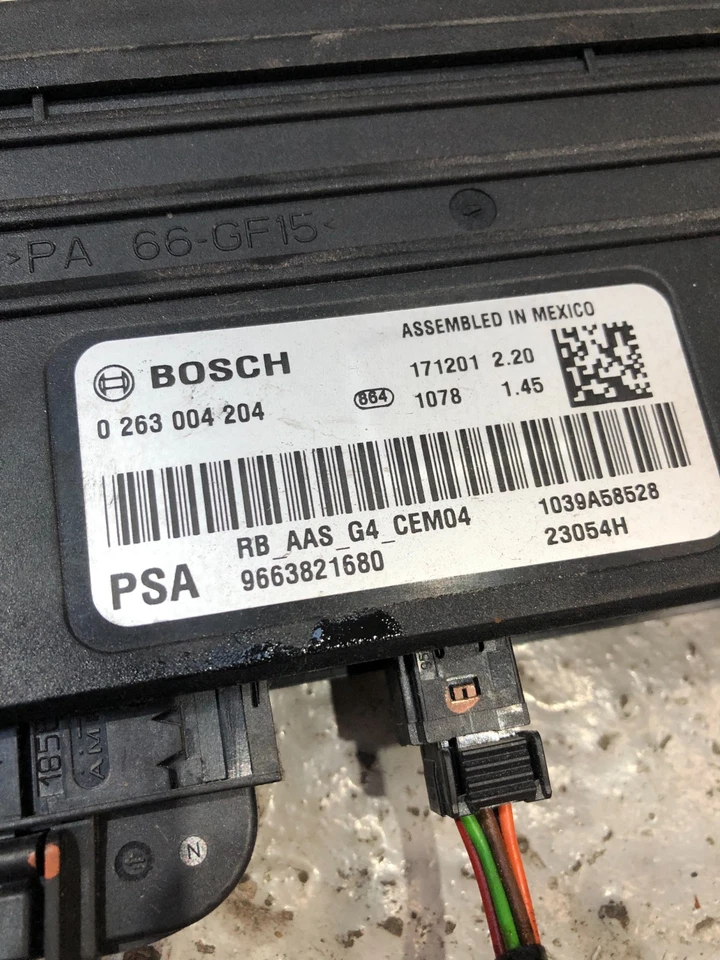 >PA 66-GF15<
ASSEMBLED IN MEXICO
BOSCH
171201 2.20
0 263 004 204
864
1078 1.45
RB_AAS_G4_CEM04
1039A58528
PSA
9663821680
23054H
N